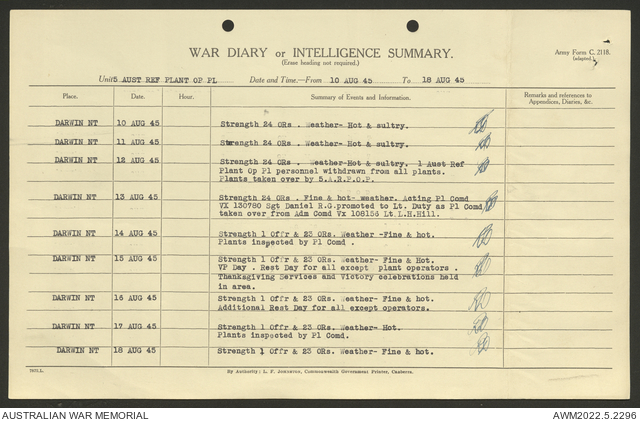 WAR DIARY or INTELLIGENCE SUMMARY.
Army Form C. 2118.
(adapted.)
(Erase heading not required.)
Unit 5 AUST REF PLANT OP PL Date and Time.—From 10 AUG 45 To 18 AUG 45
Place. Date. Hour. Summary of Events and Information. Remarks and references to
Appendices, Diaries, &c.
DARWIN NT 10 AUG 45 Strength 24 ORs . Weather- Hot & sultry.
DARWIN NT 11 AUG 45 Strength 24 ORs . Weather- Hot & sultry.
DARWIN NT 12 AUG 45 Strength 24 ORs . Weather-Hot & sultry. 1 Aust Ref
Plant Op Pl personnel withdrawn from all plants.
Plants taken over by 5.A.R.P.O.P.
DARWIN NT 13 AUG 45 Strength 24 ORs . Fine & hot- weather. Acting Pl Comd
VX 130780 Sgt Daniel R.G.promoted to Lt. Duty as Pl Comd
taken over from Adm Comd Vx 108156 Lt.L.H.Hill.
DARWIN NT 14 AUG 45 Strength 1 Offr & 23 ORs. Weather -Fine & hot.
Plants inspected by Pl Comd .
DARWIN NT 15 AUG 45 Strength 1 Offr & 23 ORs. Weather- Fine & Hot.
VP Day . Rest Day for all except plant operators .
Thanksgiving Services and Victory celebrations held
in area.
DARWIN NT 16 AUG 45 Strength 1 Offr & 23 ORs. Weather- Fine & hot.
Additional Rest Day for all except operators.
DARWIN NT 17 AUG 45 Strength 1 Offr & 23 ORs. Weather- Hot.
Plants inspected by Pl Comd.
DARWIN NT 18 AUG 45 Strength 1 Offr & 23 ORs. Weather- Fine & hot.
By Authority: L. F. Johnston, Commonwealth Government Printer, Canberra.
AUSTRALIAN WAR MEMORIAL AWM2022.5.2296